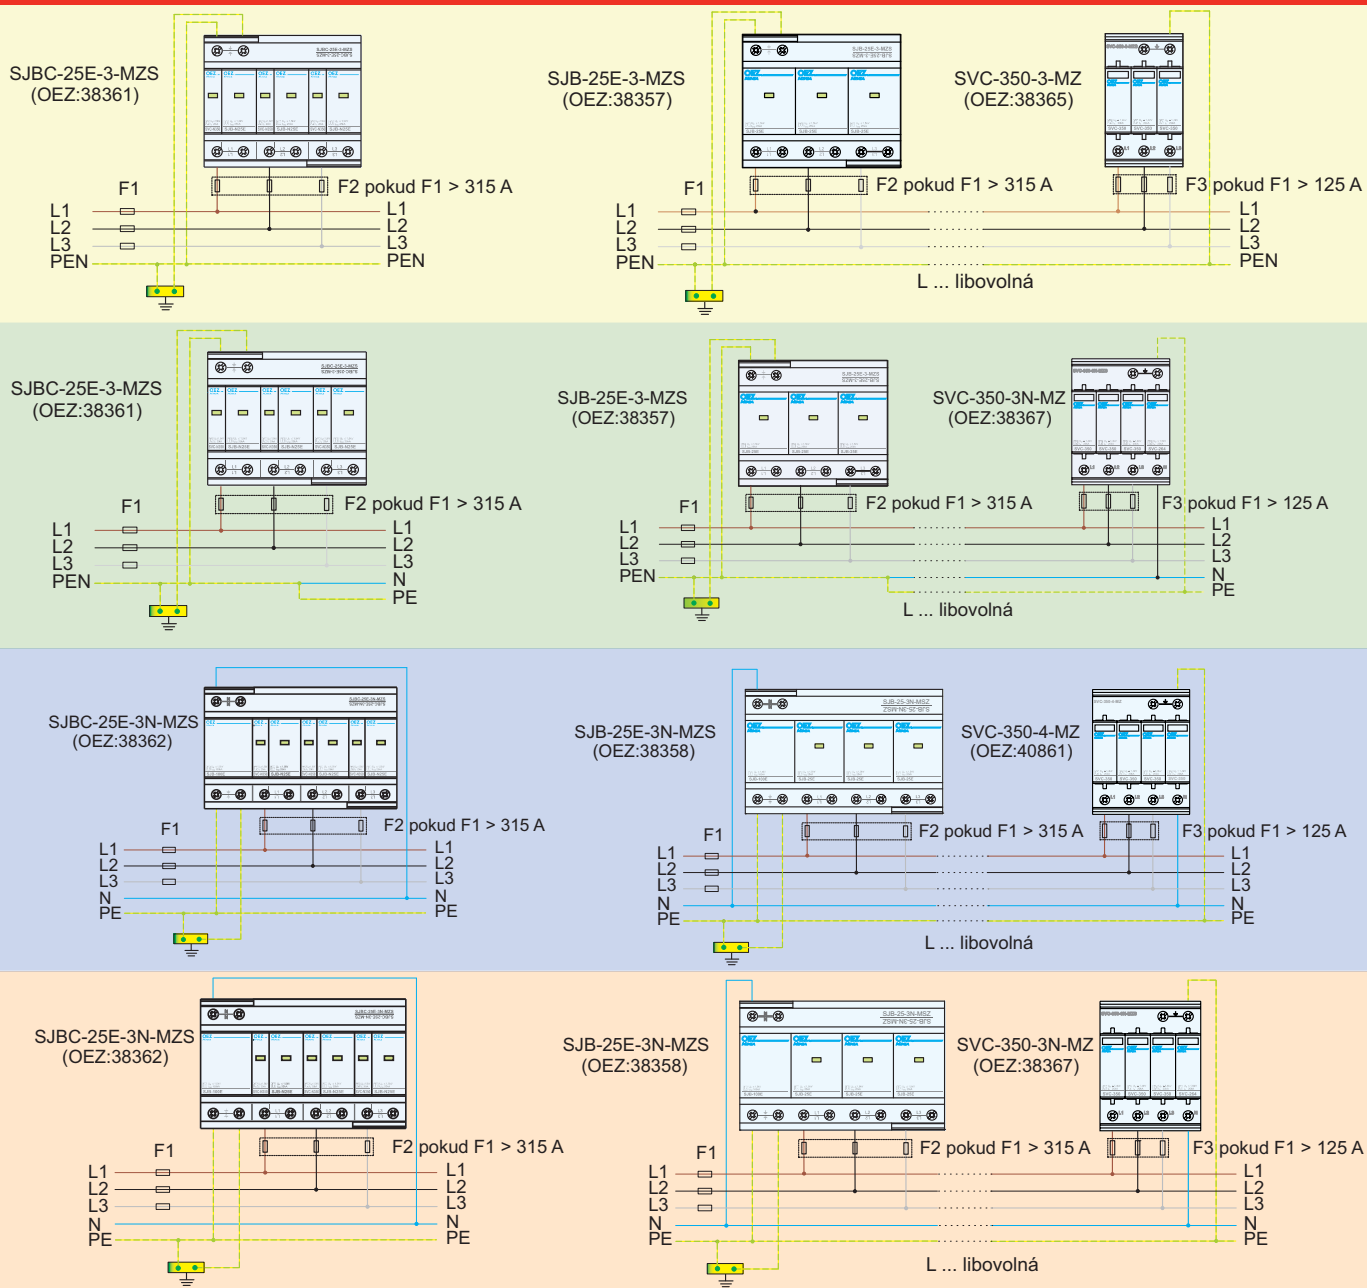 SJBC-25E-3-MZS
(OEZ:38361)
F1
F2 pokud F1 > 315 A
L1
L2
L3
PEN
L1
L2
L3
PEN
SJB-25E-3-MZS
(OEZ:38357)
SVC-350-3-MZ
(OEZ:38365)
F1
F2 pokud F1 > 315 A
F3 pokud F1 > 125 A
L1
L2
L3
PEN
L1
L2
L3
PEN
L ... libovolná
SJBC-25E-3-MZS
(OEZ:38361)
F1
F2 pokud F1 > 315 A
L1
L2
L3
PEN
L1
L2
L3
N
PE
SJB-25E-3-MZS
(OEZ:38357)
SVC-350-3N-MZ
(OEZ:38367)
F1
F2 pokud F1 > 315 A
F3 pokud F1 > 125 A
L1
L2
L3
PEN
L1
L2
L3
N
PE
L ... libovolná
SJBC-25E-3N-MZS
(OEZ:38362)
F1
F2 pokud F1 > 315 A
L1
L2
L3
N
PE
L1
L2
L3
N
PE
SJB-25E-3N-MZS
(OEZ:38358)
SVC-350-4-MZ
(OEZ:40861)
F1
F2 pokud F1 > 315 A
F3 pokud F1 > 125 A
L1
L2
L3
N
PE
L1
L2
L3
N
PE
L ... libovolná
SJBC-25E-3N-MZS
(OEZ:38362)
F1
F2 pokud F1 > 315 A
L1
L2
L3
N
PE
L1
L2
L3
N
PE
SJB-25E-3N-MZS
(OEZ:38358)
SVC-350-3N-MZ
(OEZ:38367)
F1
F2 pokud F1 > 315 A
F3 pokud F1 > 125 A
L1
L2
L3
N
PE
L1
L2
L3
N
PE
L ... libovolná